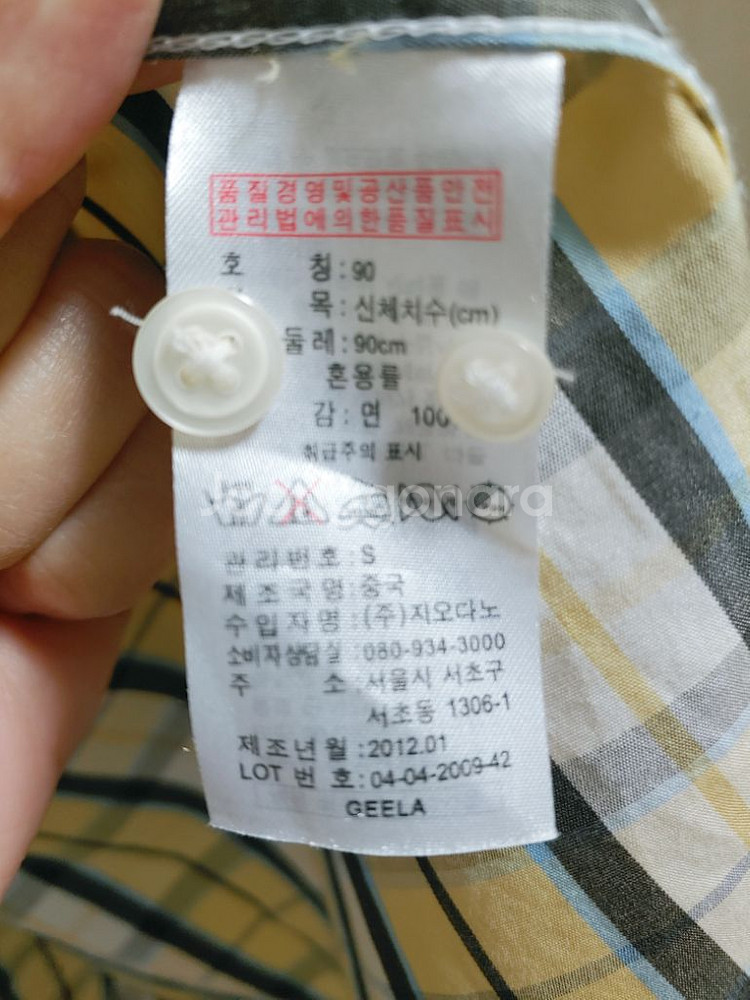 품질경영및공산품안전
관리법에의한품질표시
호 칭 : 90
목 : 신체치수(cm)
둘레 : 90cm
혼용률
감 : 면 100
취급주의 표시
gonara
관리번호 : S
제조국명 : 중국
수입자명 : (주)지오다노
소비자상담실 : 080-934-3000
주 소 : 서울시 서초구
서초동 1306-1
제조년월 : 2012.01
LOT 번호 : 04-04-2009-42
GEELA